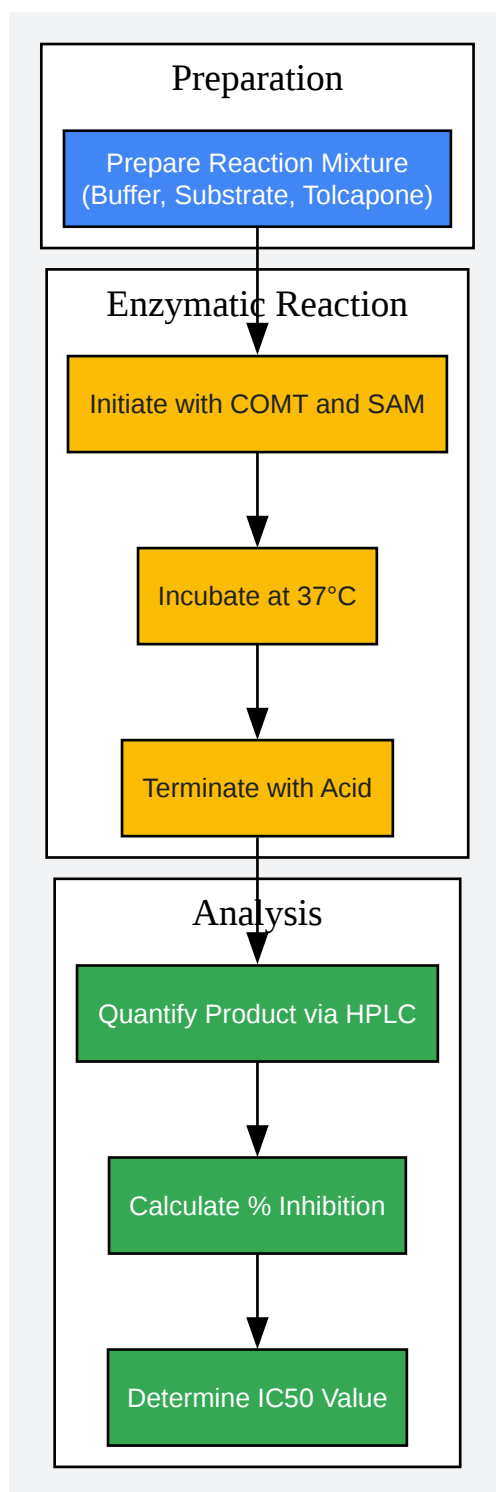 Preparation
Prepare Reaction Mixture
(Buffer, Substrate, Tolcapone)
Enzymatic Reaction
Initiate with COMT and SAM
Incubate at 37°C
Terminate with Acid
Analysis
Quantify Product via HPLC
Calculate % Inhibition
Determine IC50 Value